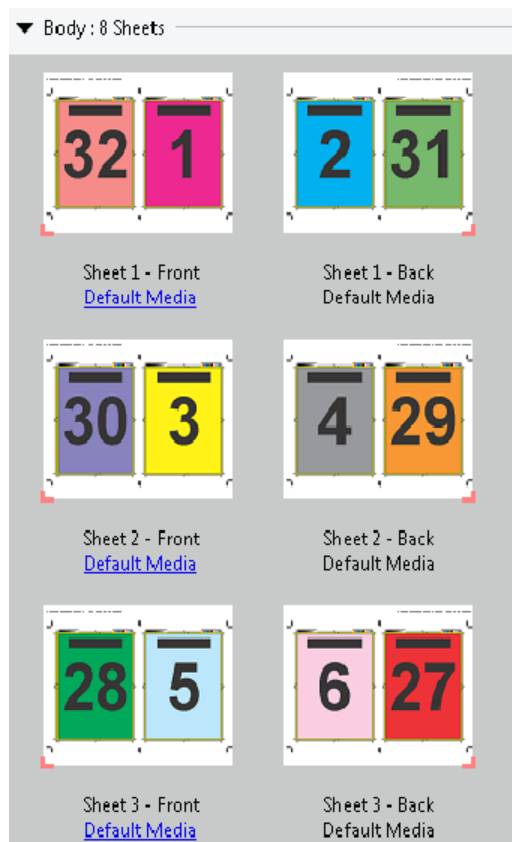 Body : 8 Sheets
32 1 2 31
Sheet 1 - Front Sheet 1 - Back
Default Media Default Media
30 3 4 29
Sheet 2 - Front Sheet 2 - Back
Default Media Default Media
28 5 6 27
Sheet 3 - Front Sheet 3 - Back
Default Media Default Media